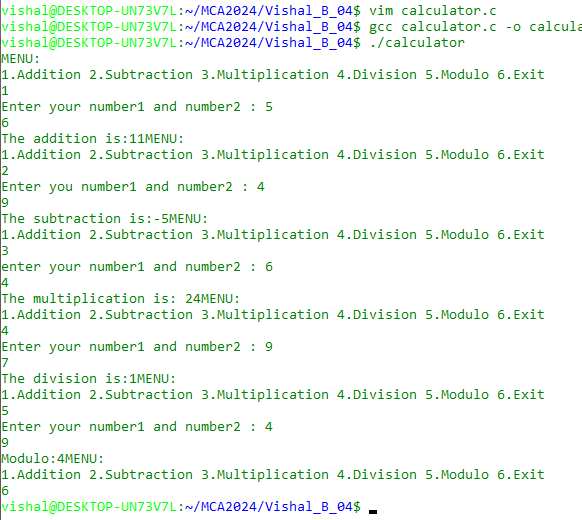 vishal@DESKTOP-UN73V7L:~/MCA2024/Vishal_B_04$ vim calculator.c
vishal@DESKTOP-UN73V7L:~/MCA2024/Vishal_B_04$ gcc calculator.c -o calcula
vishal@DESKTOP-UN73V7L:~/MCA2024/Vishal_B_04$ ./calculator
MENU:
1.Addition 2.Subtraction 3.Multiplication 4.Division 5.Modulo 6.Exit
1
Enter your number1 and number2 : 5
6
The addition is:11MENU:
1.Addition 2.Subtraction 3.Multiplication 4.Division 5.Modulo 6.Exit
2
Enter you number1 and number2 : 4
9
The subtraction is:-5MENU:
1.Addition 2.Subtraction 3.Multiplication 4.Division 5.Modulo 6.Exit
3
enter your number1 and number2 : 6
4
The multiplication is: 24MENU:
1.Addition 2.Subtraction 3.Multiplication 4.Division 5.Modulo 6.Exit
4
Enter your number1 and number2 : 9
7
The division is:1MENU:
1.Addition 2.Subtraction 3.Multiplication 4.Division 5.Modulo 6.Exit
5
Enter your number1 and number2 : 4
9
Modulo:4MENU:
1.Addition 2.Subtraction 3.Multiplication 4.Division 5.Modulo 6.Exit
6
vishal@DESKTOP-UN73V7L:~/MCA2024/Vishal_B_04$